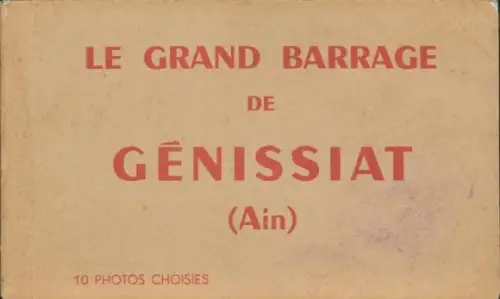 LE GRAND BARRAGE
DE
GÉNISSIAT
(Ain)
10 PHOTOS CHOISIES